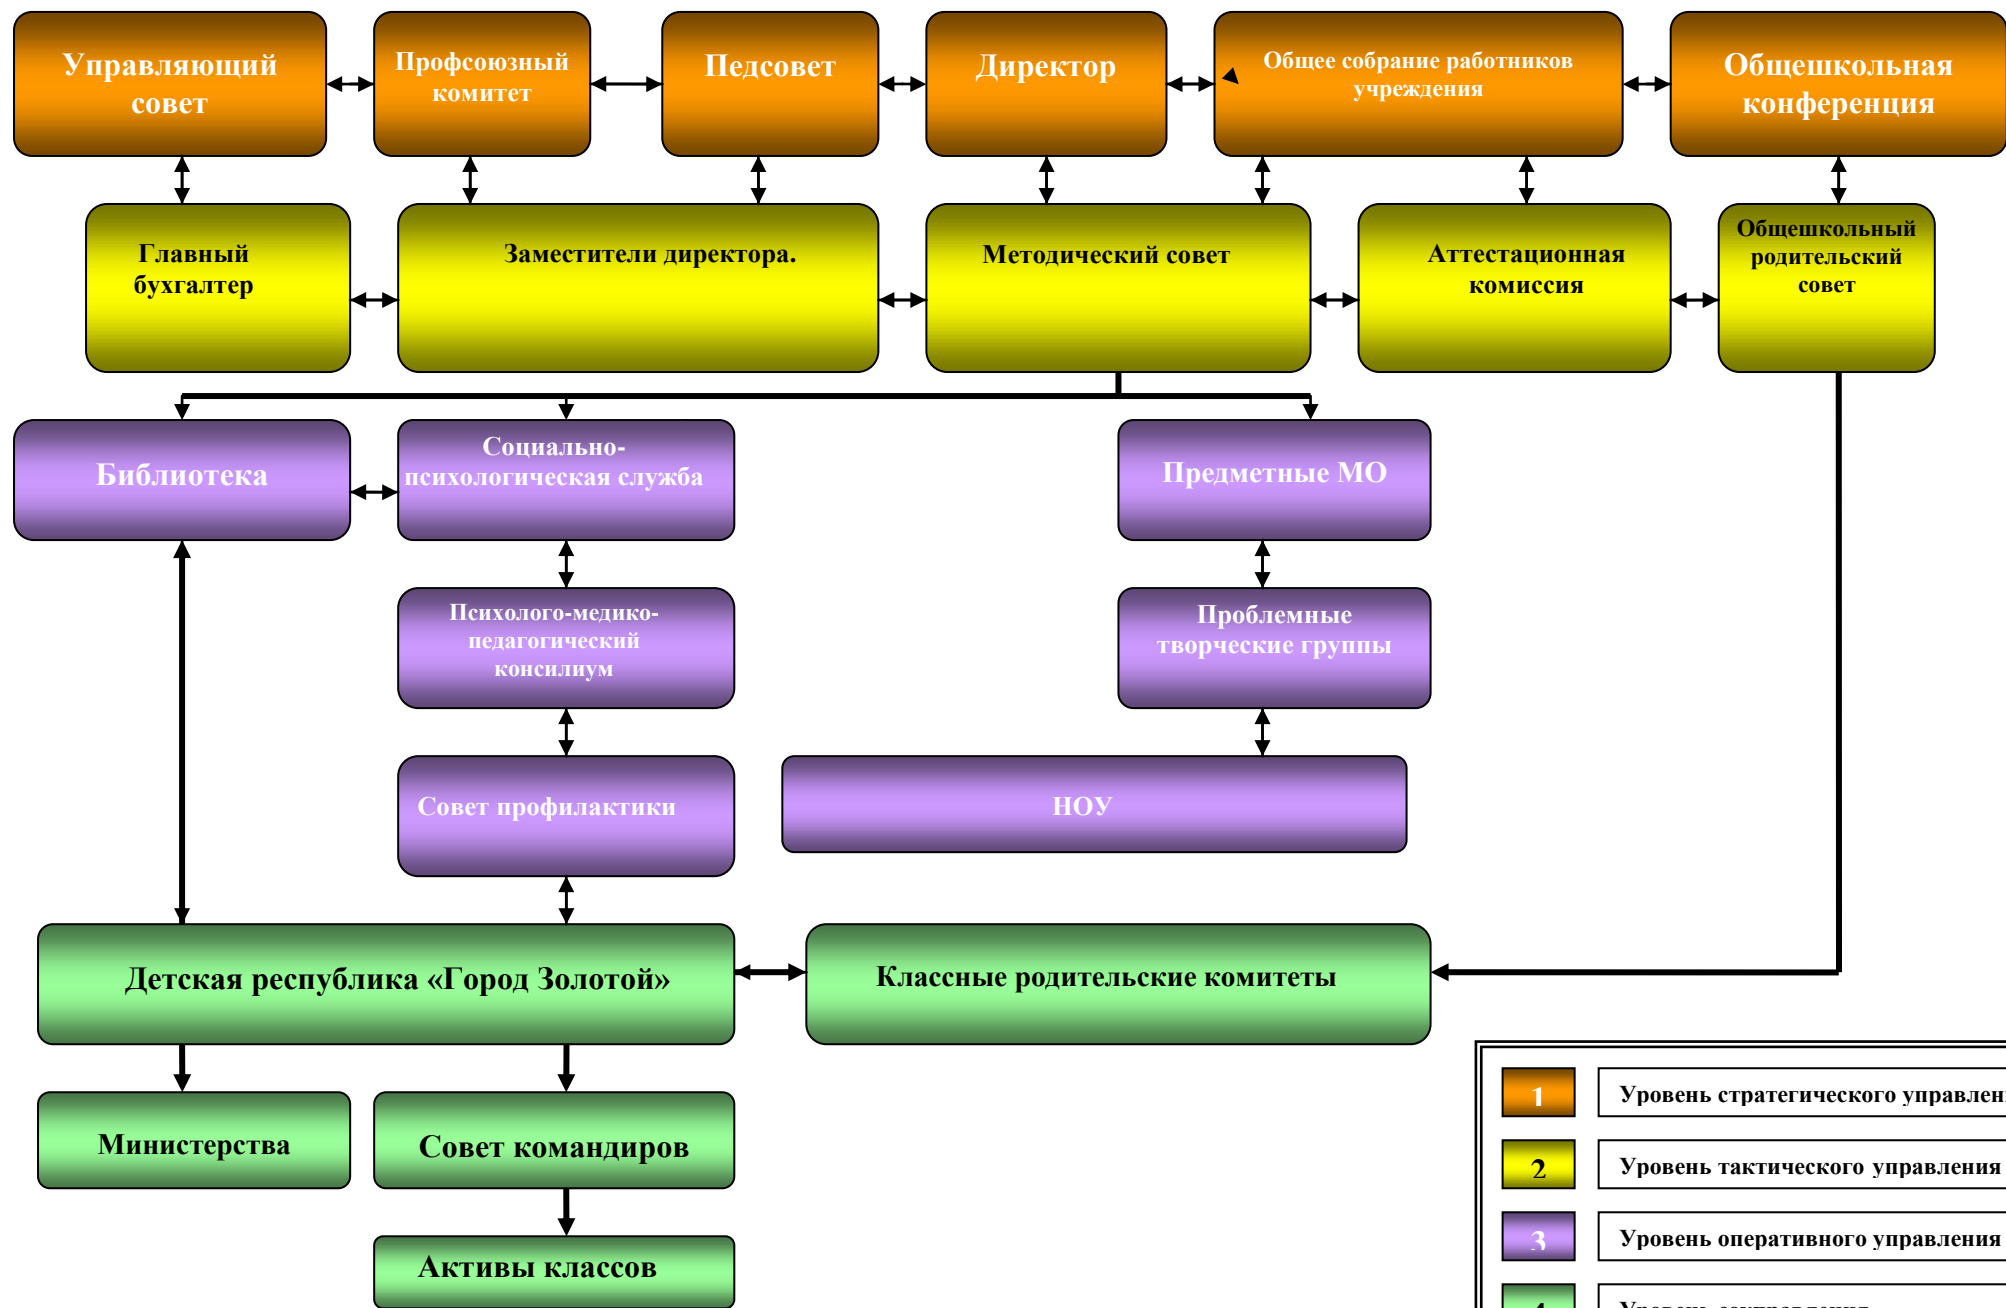 Управляющий
совет
Профсоюзный
комитет
Педсовет
Директор
Общее собрание работников
учреждения
Общешкольная
конференция
Главный
бухгалтер
Заместители директора.
Методический совет
Аттестационная
комиссия
Общешкольный
родительский
совет
Библиотека
Социально-
психологическая служба
Предметные МО
Психолого-медико-
педагогический
консилиум
Проблемные
творческие группы
Совет профилактики
НОУ
Детская республика «Город Золотой»
Классные родительские комитеты
Министерства
Совет командиров
Активы классов
1
Уровень стратегического
2
Уровень тактического управления
3
Уровень оперативного управления
4
Уровень